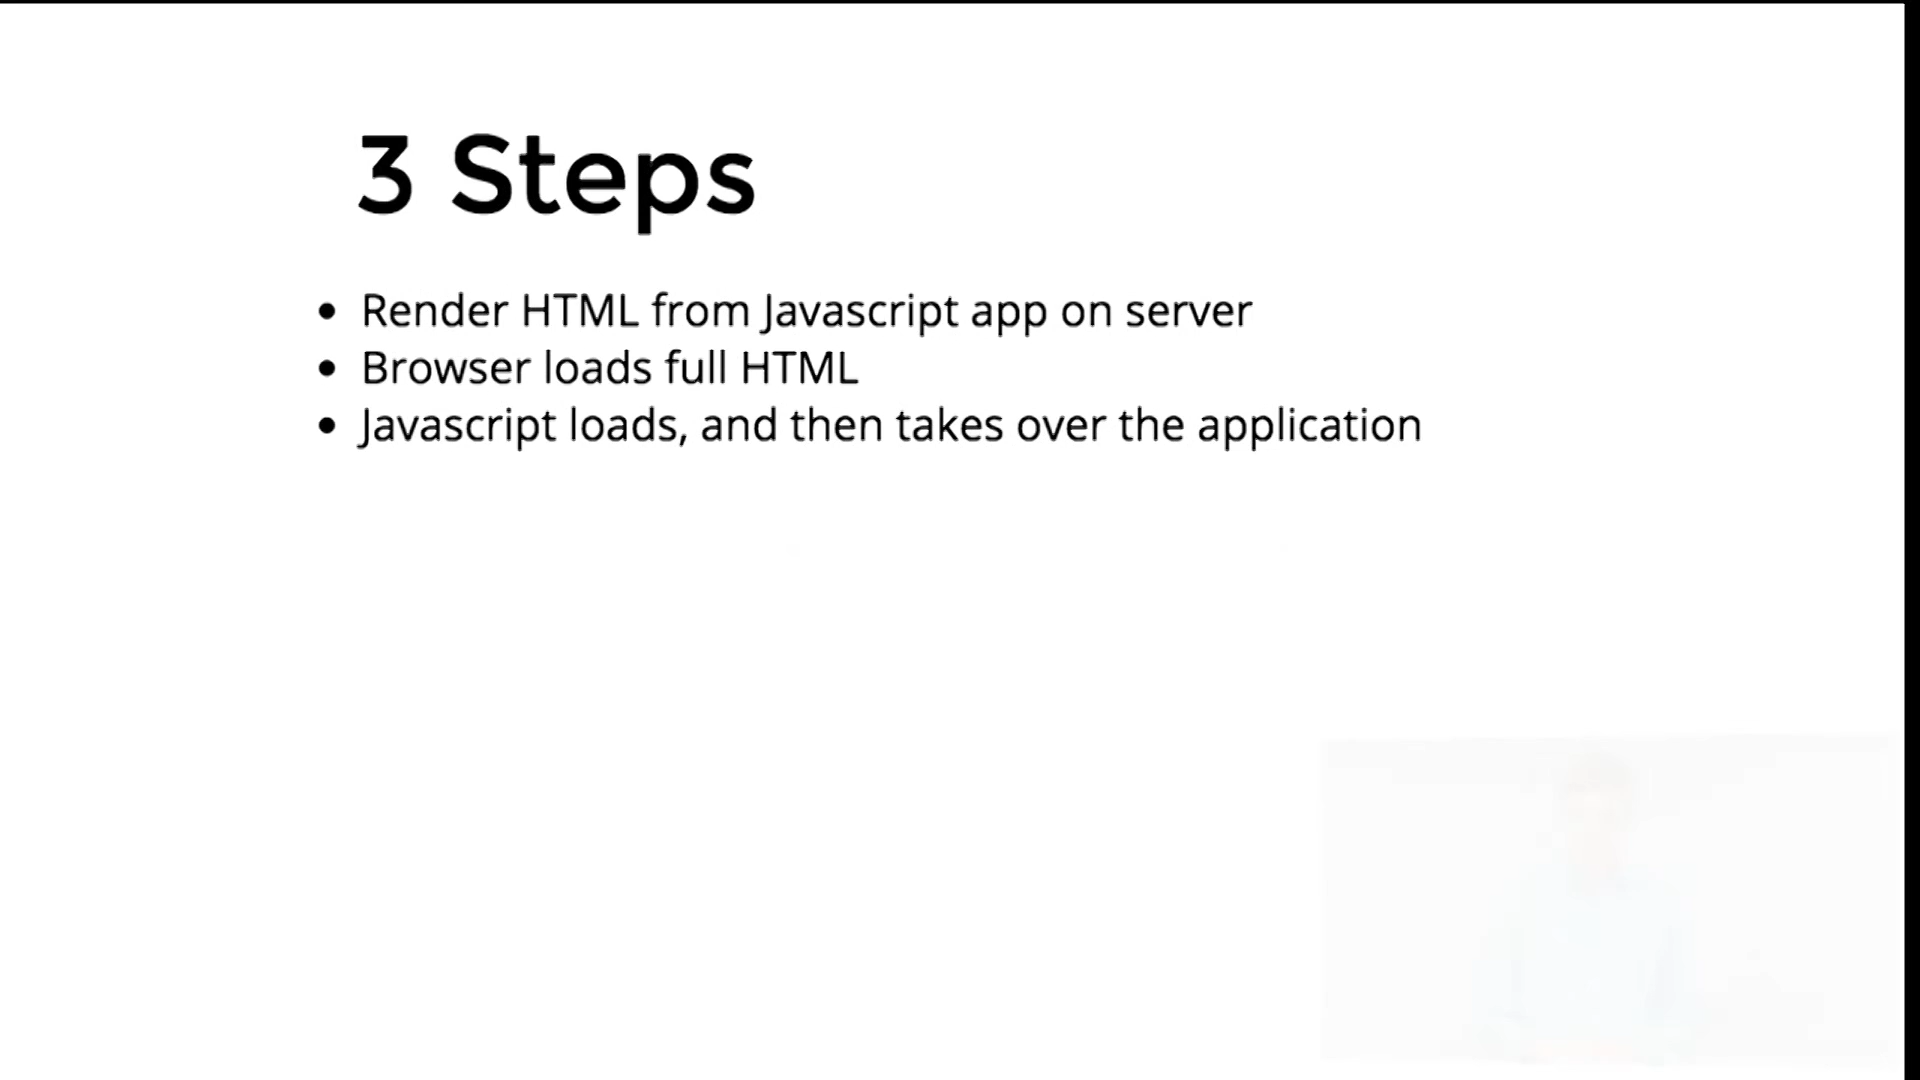 3 Steps
Render HTML from Javascript app on server
Browser loads full HTML
Javascript loads, and then takes over the application